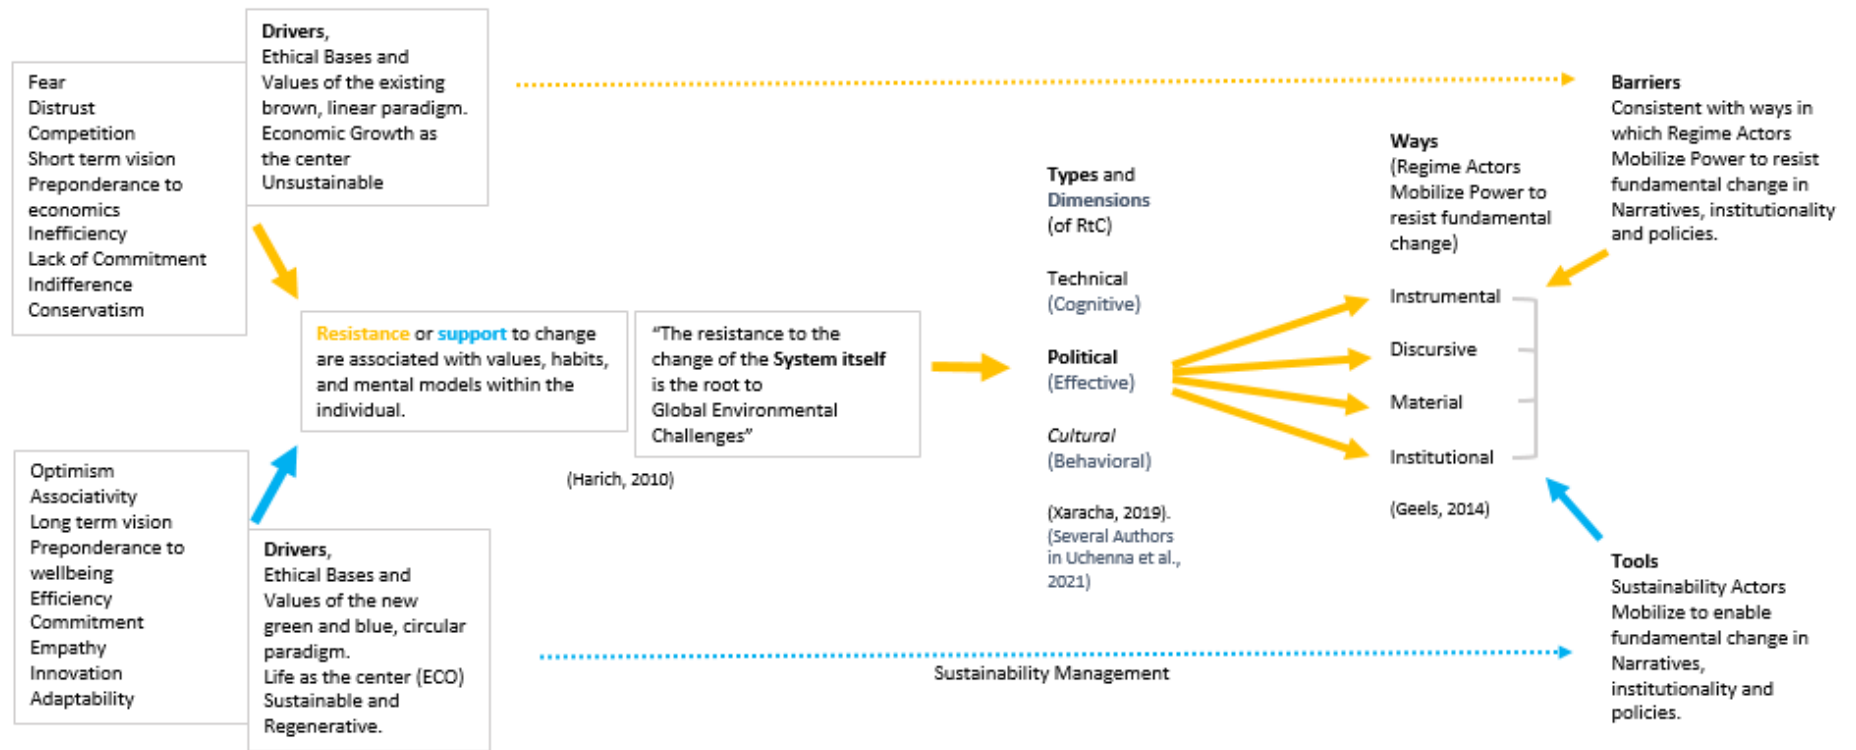 Drivers,
Ethical Bases and
Values of the existing
brown, linear paradigm.
Economic Growth as
the center
Unsustainable
Fear
Distrust
Competition
Short term vision
Preponderance to
economics
Inefficiency
Lack of Commitment
Indifference
Conservatism
Resistance or support to change
are associated with values, habits,
and mental models within the
individual.
"The resistance to the
change of the System itself
is the root to
Global Environmental
Challenges"
(Harich, 2010)
Optimism
Associativity
Long term vision
Preponderance to
wellbeing
Efficiency
Commitment
Empathy
Innovation
Adaptability
Drivers,
Ethical Bases and
Values of the new
green and blue, circular
paradigm.
Life as the center (ECO)
Sustainable and
Regenerative.
Types and
Dimensions
(of RtC)
Technical
(Cognitive)
Political
(Effective)
Cultural
(Behavioral)
(Xaracha, 2019).
(Several Authors
in Uchenna et al.,
2021)
Sustainability Management
Ways
(Regime Actors
Mobilize Power to
resist fundamental
change)
Instrumental
Discursive
Material
Institutional
(Geels, 2014)
Barriers
Consistent with ways in
which Regime Actors
Mobilize Power to resist
fundamental change in
Narratives, institutionality
and policies.
Tools
Sustainability Actors
Mobilize to enable
fundamental change in
Narratives,
institutionality and
policies.